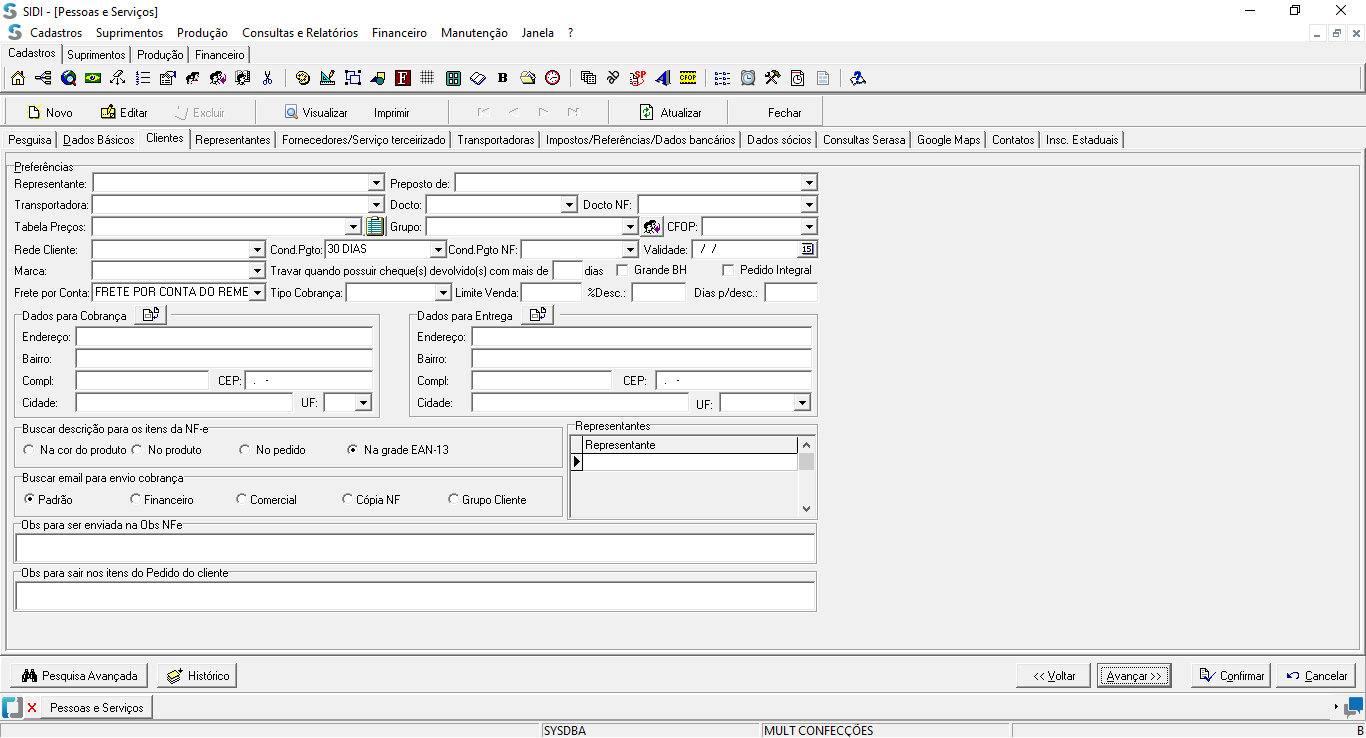 SIDI - [Pessoas e Serviços]
Cadastros Suprimentos Produção Consultas e Relatórios Financeiro Manutenção Janela ?
Cadastros Suprimentos Produção Financeiro
F B SP CFOP
Novo Editar Excluir Visualizar Imprimir Atualizar Fechar
Pesquisa Dados Básicos Clientes Representantes Fornecedores/Serviço terceirizado Transportadoras Impostos/Referências/Dados bancários Dados sócios Consultas Serasa Google Maps Contatos Insc. Estaduais
Preferências
Representante: Preposto de:
Transportadora: Docto: Docto NF:
Tabela Preços: Grupo: CFOP:
Rede Cliente: Cond.Pgto: 30 DIAS Cond.Pgto NF: Validade: / / 15
Marca: Travar quando possuir cheque(s) devolvido(s) com mais de dias Grande BH Pedido Integral
Frete por Conta: FRETE POR CONTA DO REME Tipo Cobrança: Limite Venda: %Desc.: Dias p/desc.:
Dados para Cobrança Dados para Entrega
Endereço: Endereço:
Bairro: Bairro:
Compl: CEP: . - Compl: CEP: . -
Cidade: UF: Cidade: UF:
Buscar descrição para os itens da NF-e Representantes
Na cor do produto No produto No pedido Na grade EAN-13 Representante
Buscar email para envio cobrança
Padrão Financeiro Comercial Cópia NF Grupo Cliente
Obs para ser enviada na Obs NFe
Obs para sair nos itens do Pedido do cliente
Pesquisa Avançada Histórico << Voltar Avançar >> Confirmar Cancelar
Pessoas e Serviços
SYSDBA MULT CONFECÇÕES B